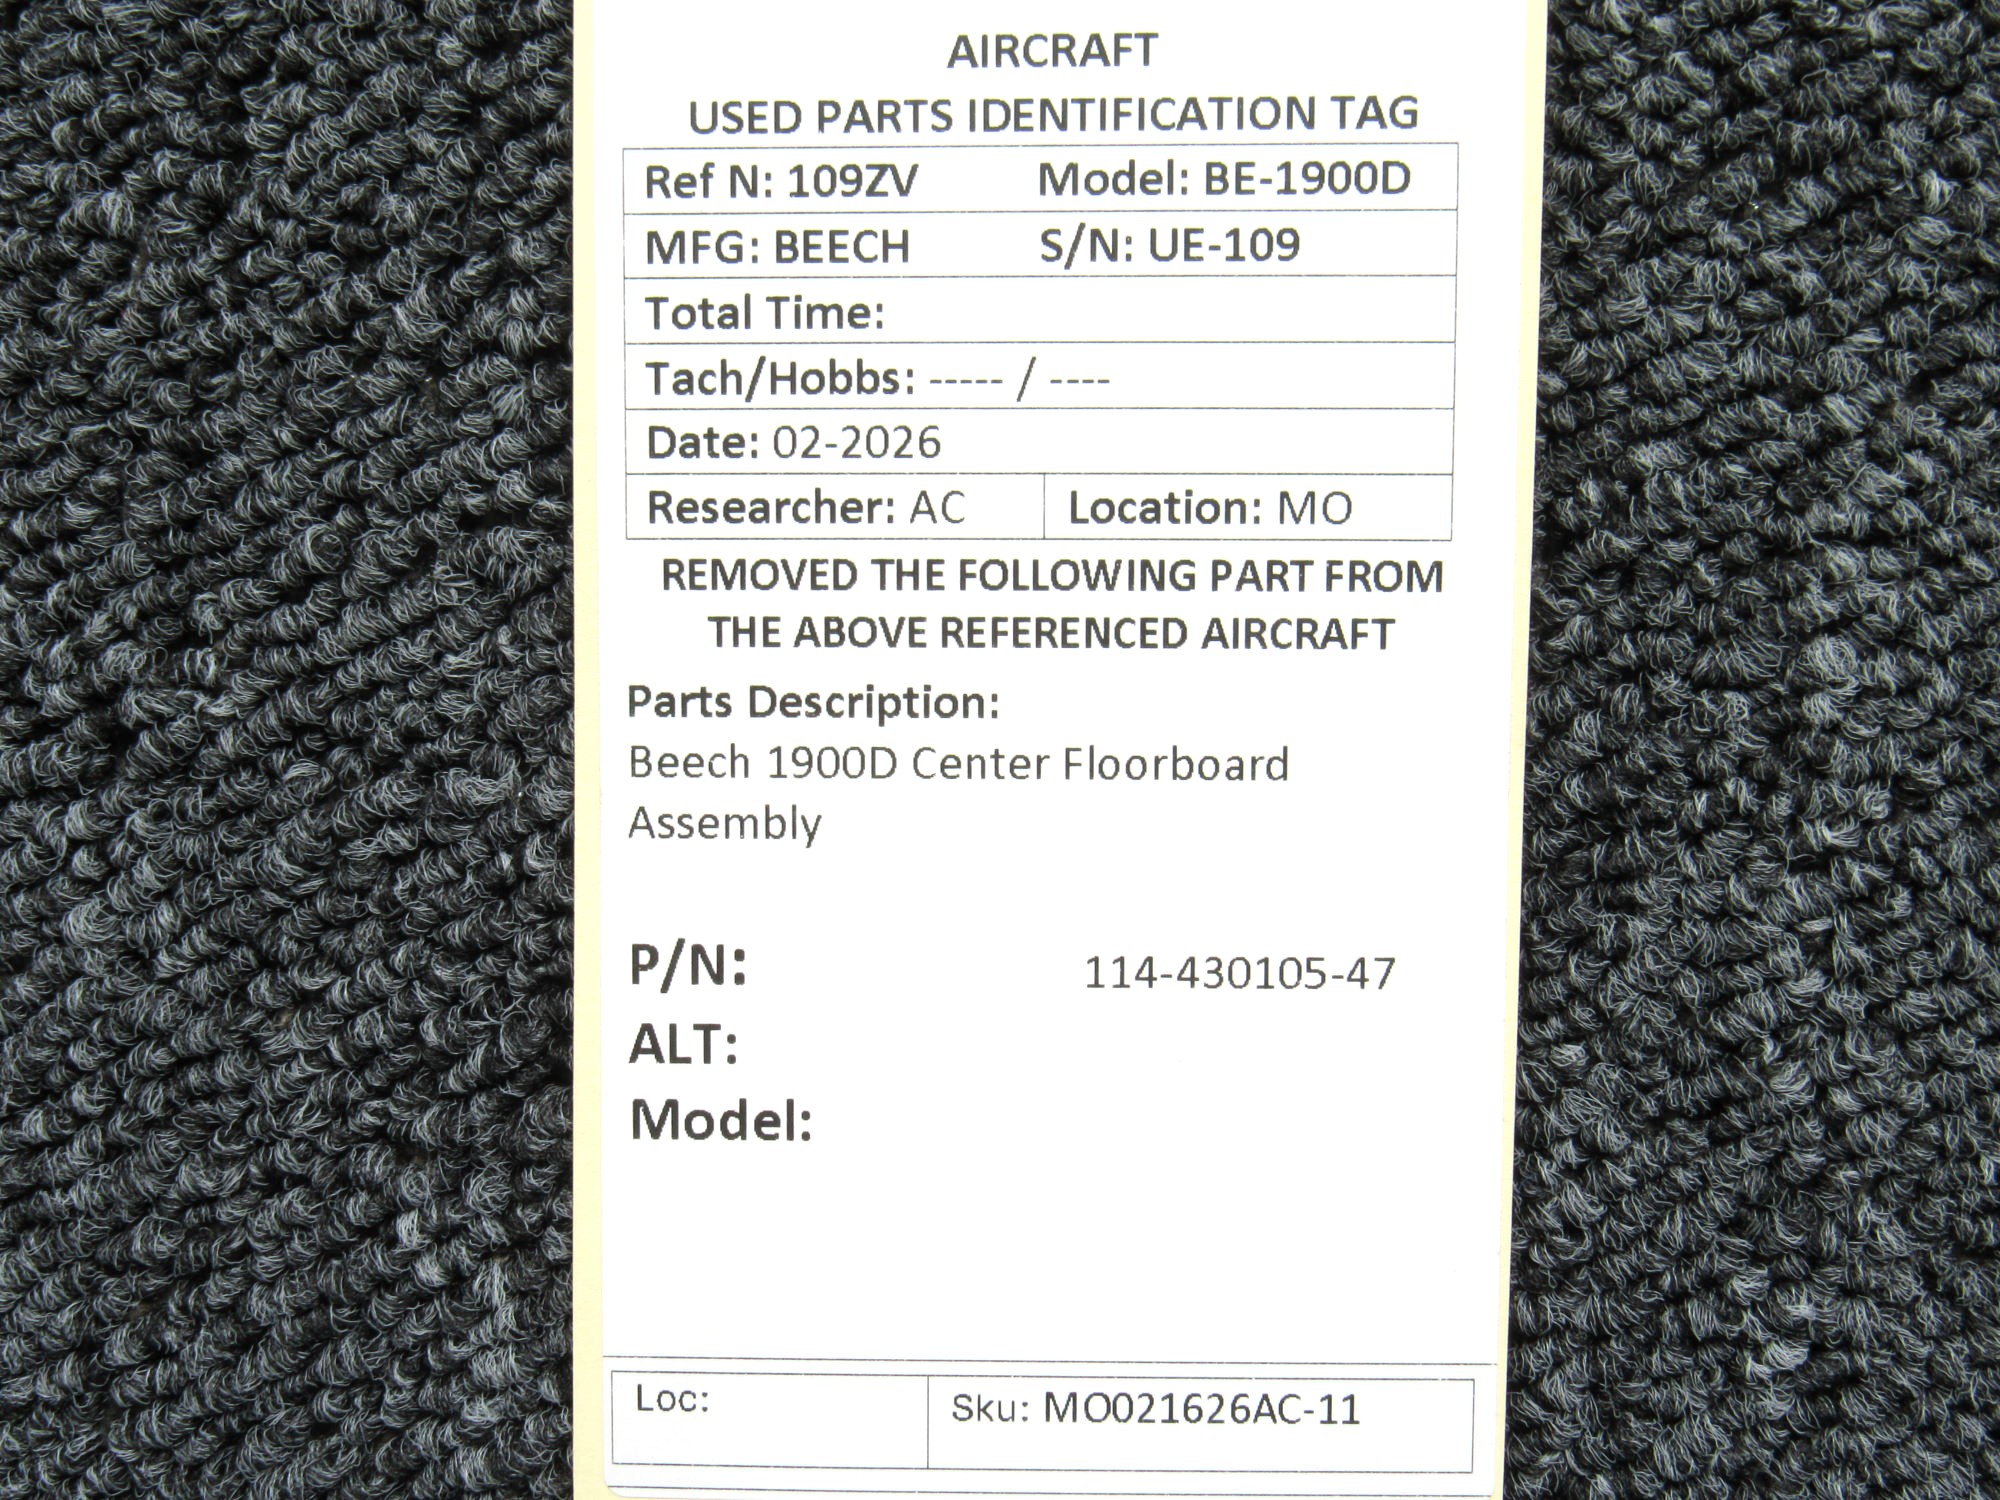 AIRCRAFT
USED PARTS IDENTIFICATION TAG
Ref N: 109ZV Model: BE-1900D
MFG: BEECH S/N: UE-109
Total Time:
Tach/Hobbs: ----- / ----
Date: 02-2026
Researcher: AC Location: MO
REMOVED THE FOLLOWING PART FROM
THE ABOVE REFERENCED AIRCRAFT
Parts Description:
Beech 1900D Center Floorboard
Assembly
P/N: 114-430105-47
ALT:
Model:
Loc: Sku: MO021626AC-11